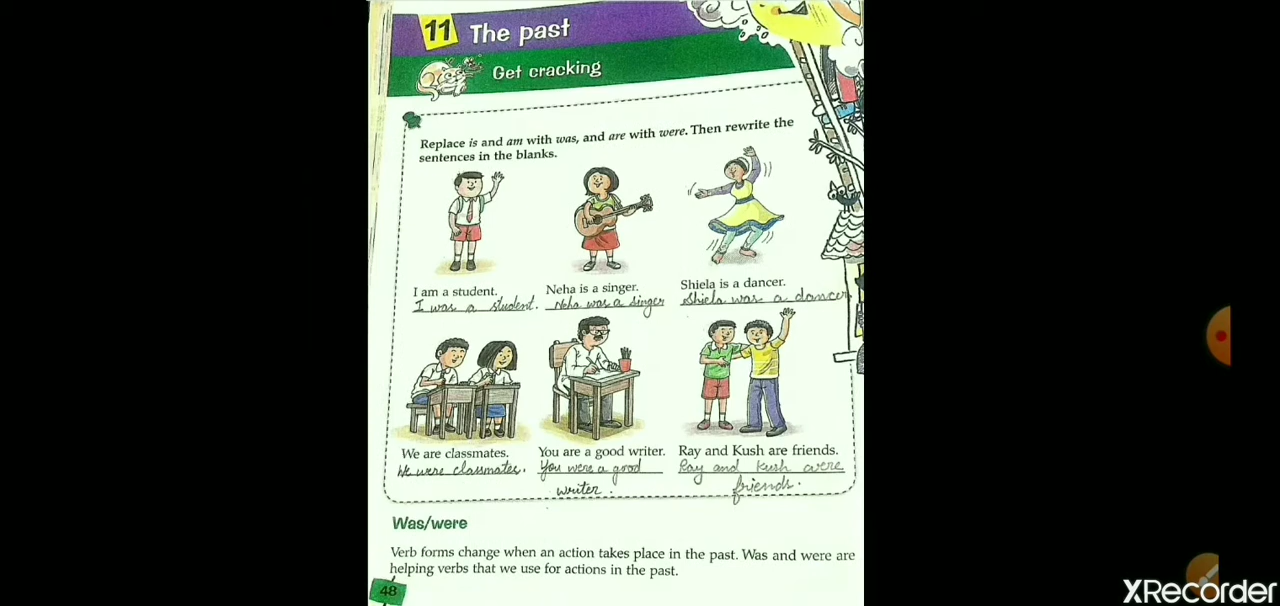 11 The past
Get cracking
Replace is and am with was, and are with were. Then rewrite the
sentences in the blanks.
I am a student. Neha is a singer. Shiela is a dancer.
I was a student. Neha was a singer Shiela was a dancer
We are classmates. You are a good writer. Ray and Kush are friends.
We were classmates. You were a good Ray and Kush were
writer. friends.
Was/were
Verb forms change when an action takes place in the past. Was and were are
helping verbs that we use for actions in the past.
48
XRecorder